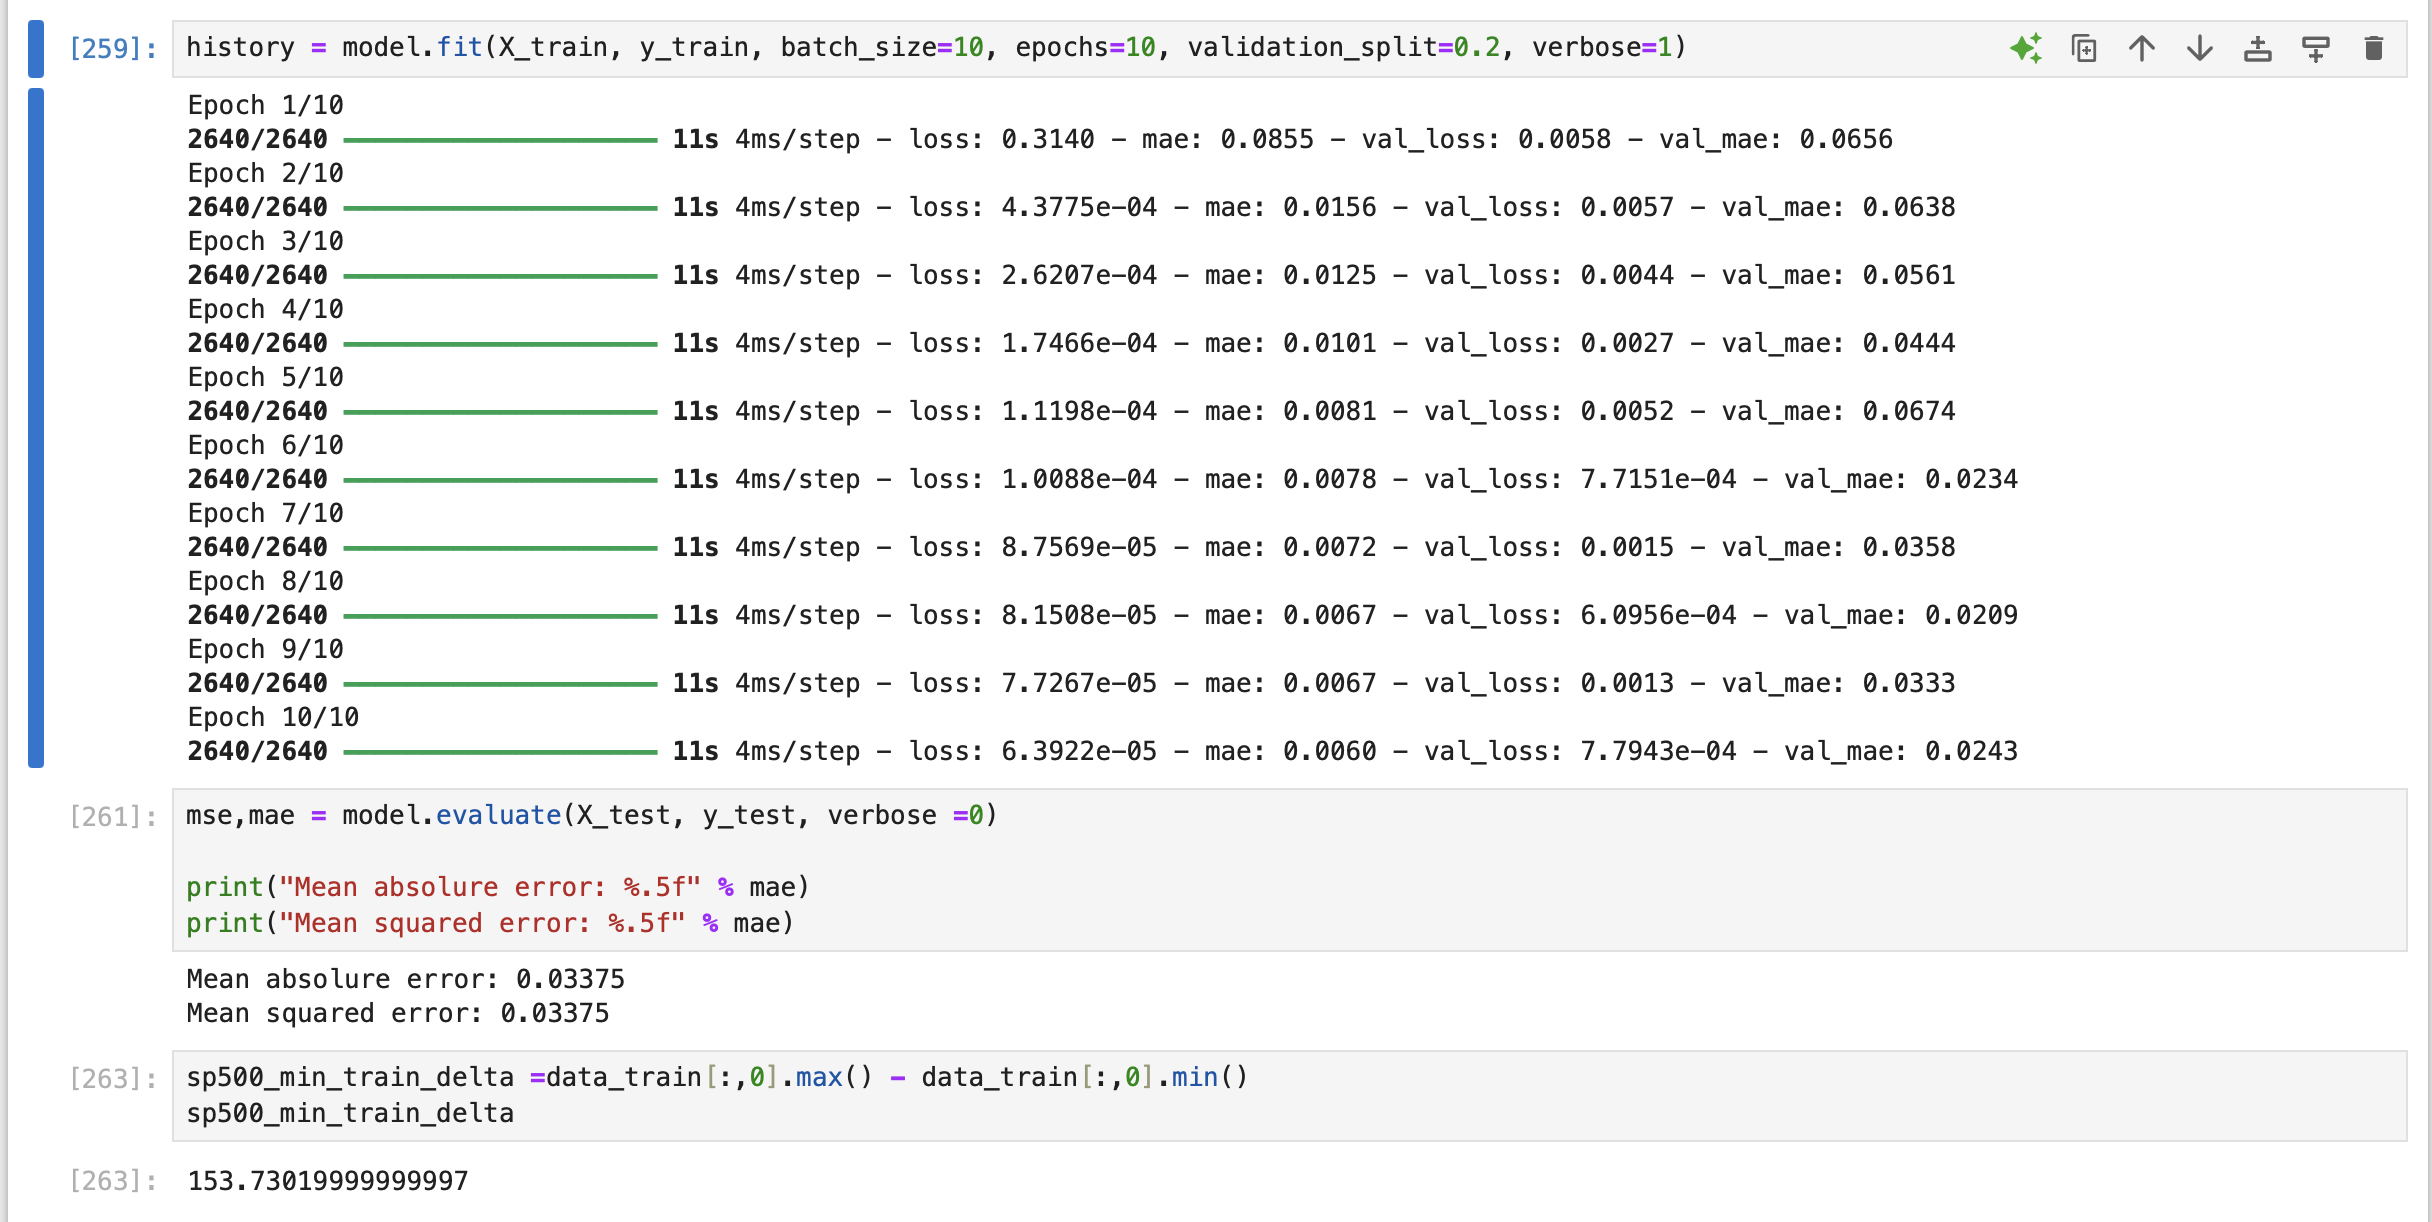 [259]: history = model.fit(X_train, y_train, batch_size=10, epochs=10, validation_split=0.2, verbose=1)
Epoch 1/10
2640/2640 11s 4ms/step - loss: 0.3140 - mae: 0.0855 - val_loss: 0.0058 - val_mae: 0.0656
Epoch 2/10
2640/2640 11s 4ms/step - loss: 4.3775e-04 - mae: 0.0156 - val_loss: 0.0057 - val_mae: 0.0638
Epoch 3/10
2640/2640 11s 4ms/step - loss: 2.6207e-04 - mae: 0.0125 - val_loss: 0.0044 - val_mae: 0.0561
Epoch 4/10
2640/2640 11s 4ms/step - loss: 1.7466e-04 - mae: 0.0101 - val_loss: 0.0027 - val_mae: 0.0444
Epoch 5/10
2640/2640 11s 4ms/step - loss: 1.1198e-04 - mae: 0.0081 - val_loss: 0.0052 - val_mae: 0.0674
Epoch 6/10
2640/2640 11s 4ms/step - loss: 1.0088e-04 - mae: 0.0078 - val_loss: 7.7151e-04 - val_mae: 0.0234
Epoch 7/10
2640/2640 11s 4ms/step - loss: 8.7569e-05 - mae: 0.0072 - val_loss: 0.0015 - val_mae: 0.0358
Epoch 8/10
2640/2640 11s 4ms/step - loss: 8.1508e-05 - mae: 0.0067 - val_loss: 6.0956e-04 - val_mae: 0.0209
Epoch 9/10
2640/2640 11s 4ms/step - loss: 7.7267e-05 - mae: 0.0067 - val_loss: 0.0013 - val_mae: 0.0333
Epoch 10/10
2640/2640 11s 4ms/step - loss: 6.3922e-05 - mae: 0.0060 - val_loss: 7.7943e-04 - val_mae: 0.0243
[261]: mse,mae = model.evaluate(X_test, y_test, verbose =0)
print("Mean absolure error: %.5f" % mae)
print("Mean squared error: %.5f" % mae)
Mean absolure error: 0.03375
Mean squared error: 0.03375
[263]: sp500_min_train_delta =data_train[:,0].max() - data_train[:,0].min()
sp500_min_train_delta
[263]: 153.73019999999997